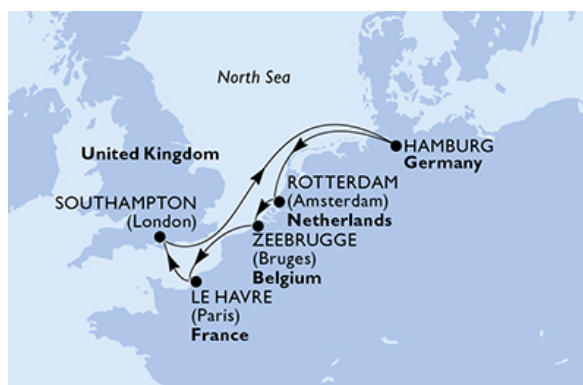 North Sea
United Kingdom
HAMBURG
Germany
SOUTHAMPTON
(London)
ROTTERDAM
(Amsterdam)
Netherlands
ZEEBRUGGE
(Bruges)
Belgium
LE HAVRE
(Paris)
France